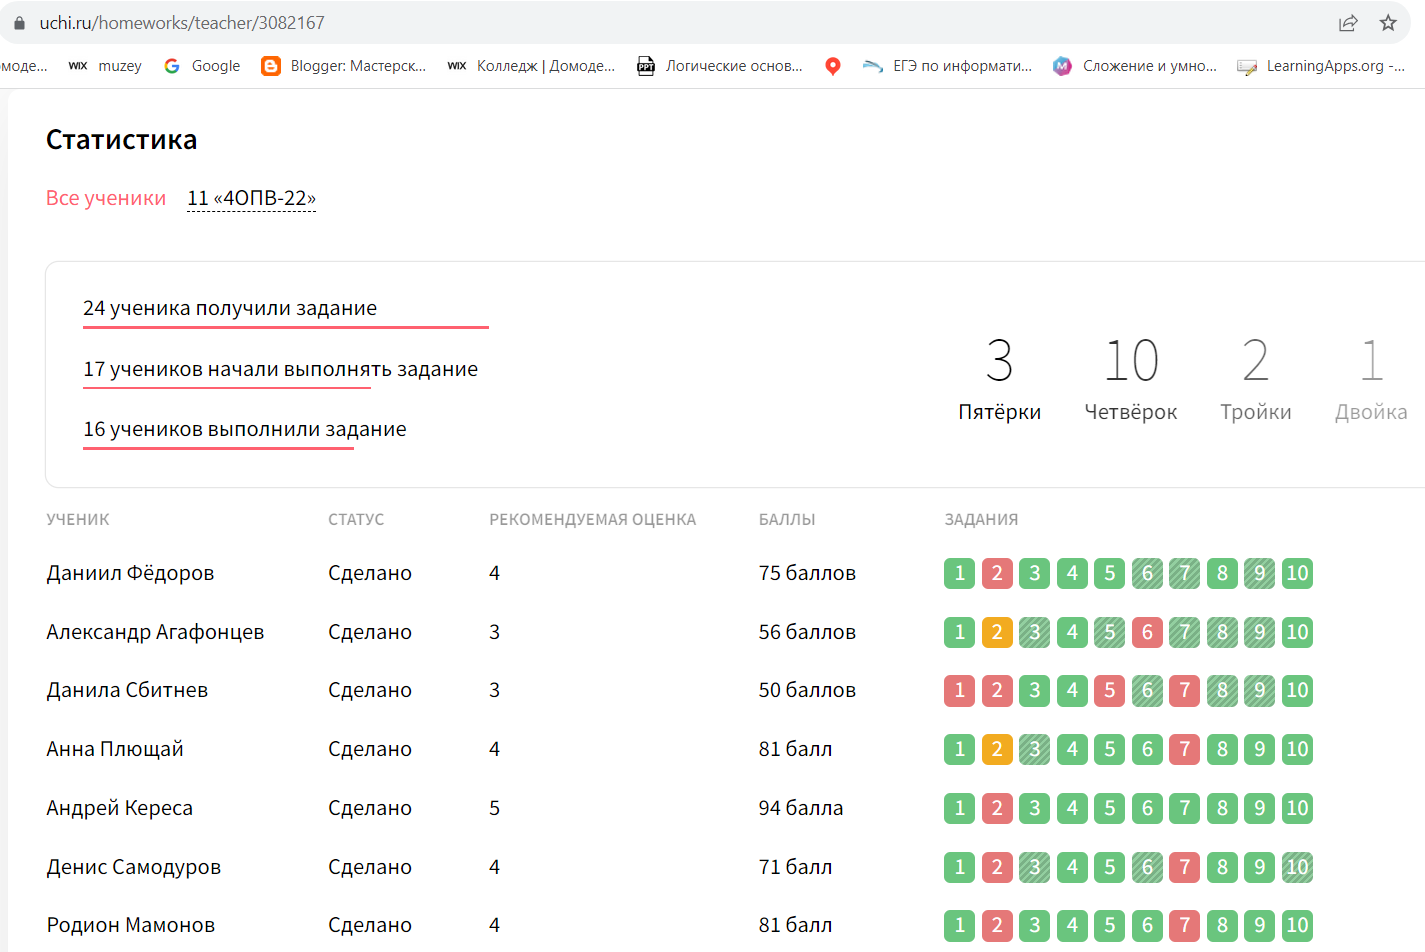 uchi.ru/homeworks/teacher/3082167
моде... WIX muzey Google Blogger: Мастерск... WIX Колледж | Домоде... PPT Логические основ... ЕГЭ по информати... M Сложение и умно... LearningApps.org -...
Статистика
Все ученики 11 «4ОПВ-22»
24 ученика получили задание
17 учеников начали выполнять задание
16 учеников выполнили задание
3 10 2 1
Пятёрки Четвёрок Тройки Двойка
УЧЕНИК СТАТУС РЕКОМЕНДУЕМАЯ ОЦЕНКА БАЛЛЫ ЗАДАНИЯ
Даниил Фёдоров Сделано 4 75 баллов 1 2 3 4 5 6 7 8 9 10
Александр Агафонцев Сделано 3 56 баллов 1 2 3 4 5 6 7 8 9 10
Данила Сбитнев Сделано 3 50 баллов 1 2 3 4 5 6 7 8 9 10
Анна Плющай Сделано 4 81 балл 1 2 3 4 5 6 7 8 9 10
Андрей Кереса Сделано 5 94 балла 1 2 3 4 5 6 7 8 9 10
Денис Самодуров Сделано 4 71 балл 1 2 3 4 5 6 7 8 9 10
Родион Мамонов Сделано 4 81 балл 1 2 3 4 5 6 7 8 9 10